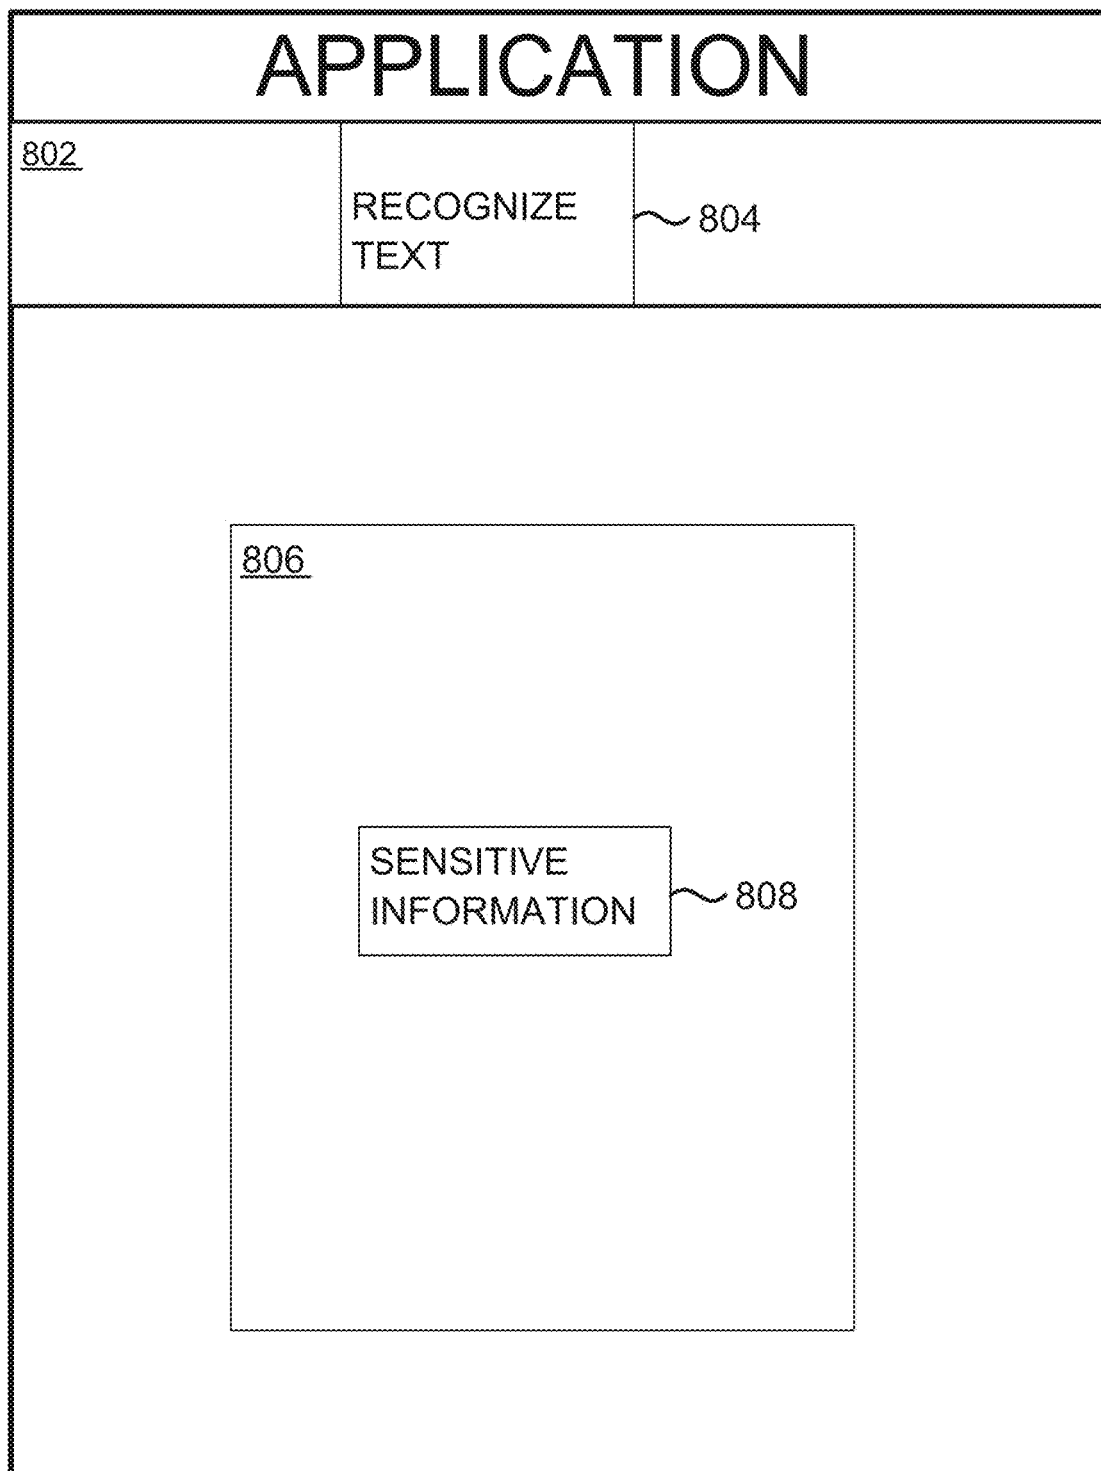 APPLICATION
802
RECOGNIZE
TEXT
804
806
SENSITIVE
INFORMATION
808